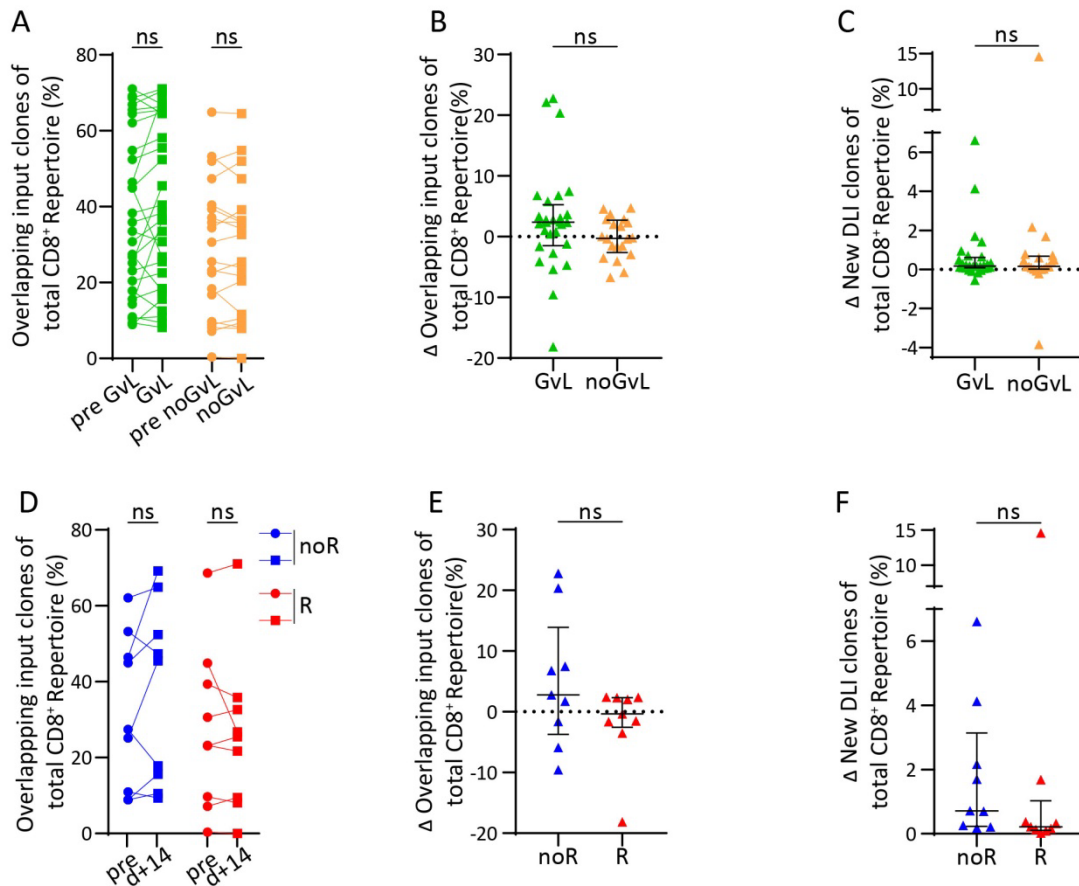 A
Overlapping input clones of
total CD8⁺ Repertoire (%)
80
60
40
20
0
ns
ns
pre GvL
GvL
pre noGvL
noGvL
B
Δ Overlapping input clones of
total CD8⁺ Repertoire(%)
30
20
10
0
-10
-20
ns
GvL
noGvL
C
Δ New DLI clones of
total CD8⁺ Repertoire (%)
15
10
6
4
2
0
-2
-4
ns
GvL
noGvL
D
Overlappping input clones of
total CD8⁺ Repertoire (%)
80
60
40
20
0
ns
ns
pre
d+14
pre
d+14
noR
R
E
Δ Overlapping input clones of
total CD8⁺ Repertoire(%)
30
20
10
0
-10
-20
ns
noR
R
F
Δ New DLI clones of
total CD8⁺ Repertoire (%)
15
10
6
4
2
0
ns
noR
R